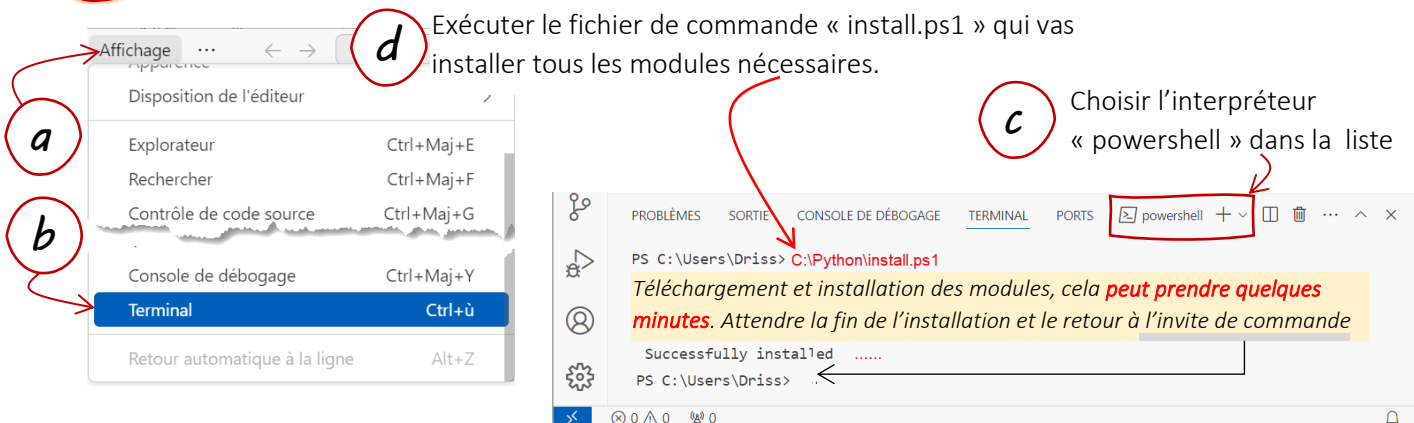 Affichage ...
Apparence
Disposition de l'éditeur
Explorateur Ctrl+Maj+E
Rechercher Ctrl+Maj+F
Contrôle de code source Ctrl+Maj+G
Console de débogage Ctrl+Maj+Y
Terminal Ctrl+ù
Retour automatique à la ligne Alt+Z
a
b
d
Exécuter le fichier de commande « install.ps1 » qui vas
installer tous les modules nécessaires.
c
Choisir l'interpréteur
« powershell » dans la liste
PROBLÈMES SORTIE CONSOLE DE DÉBOGAGE TERMINAL PORTS powershell
PS C:\Users\Driss> C:\Python\install.ps1
Téléchargement et installation des modules, cela peut prendre quelques
minutes. Attendre la fin de l'installation et le retour à l'invite de commande
Successfully installed ......
PS C:\Users\Driss>
0 0 0